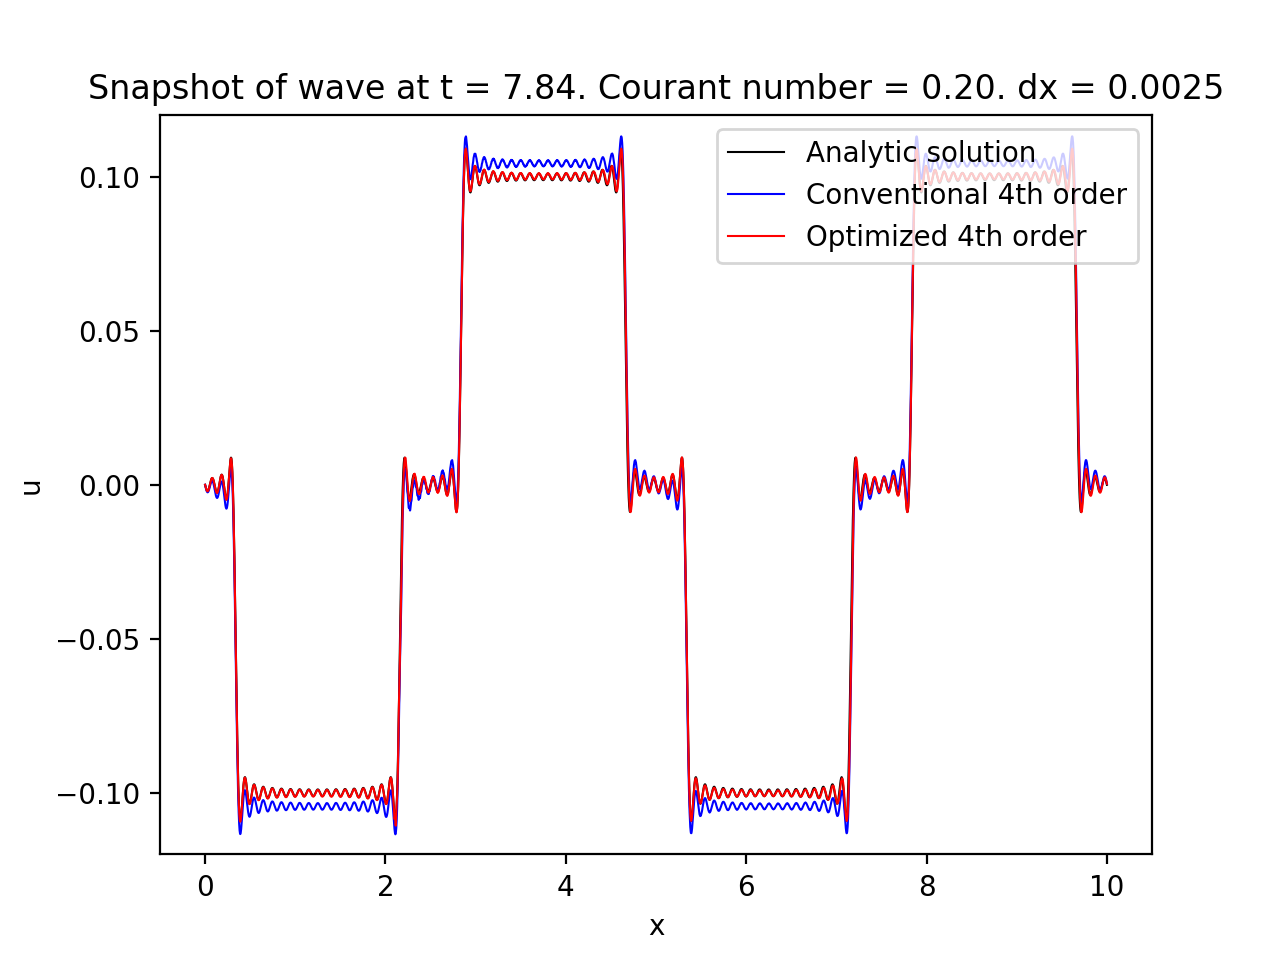 Snapshot of wave at t = 7.84. Courant number = 0.20. dx = 0.0025
Analytic solution
Conventional 4th order
Optimized 4th order
0.10
0.05
0.00
−0.05
−0.10
u
0 2 4 6 8 10
x